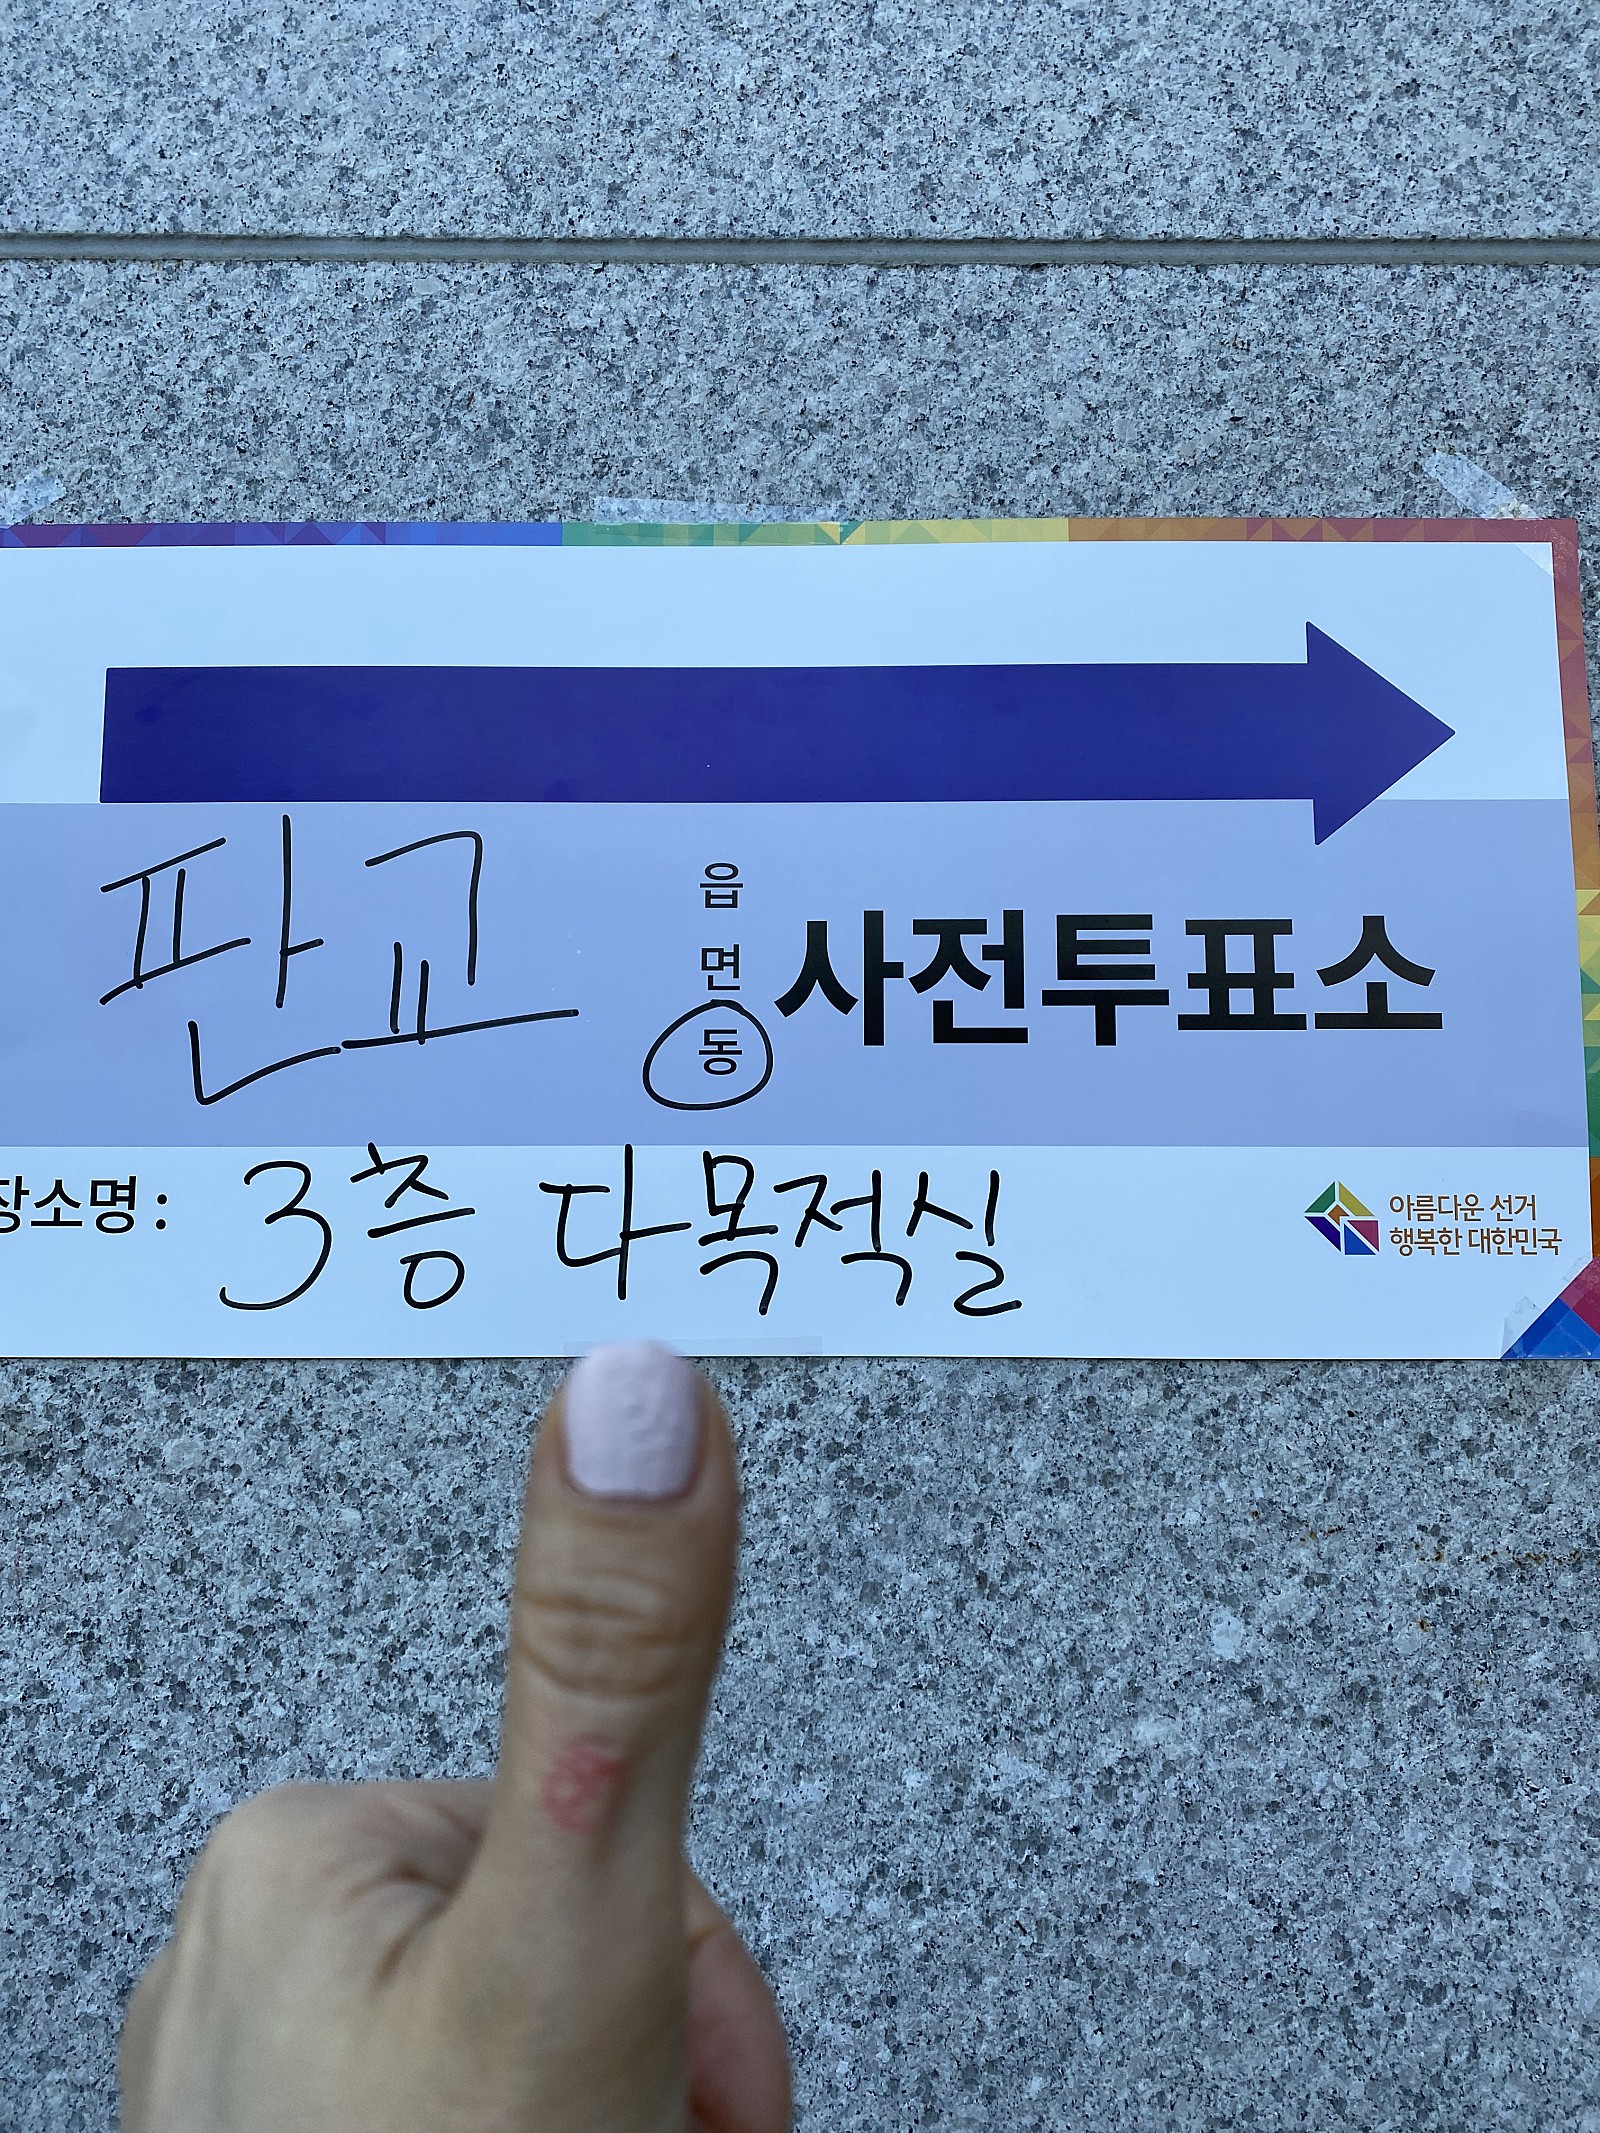 판교 읍 면 동 사전투표소
장소명 : 3층 다목적실
아름다운 선거
행복한 대한민국